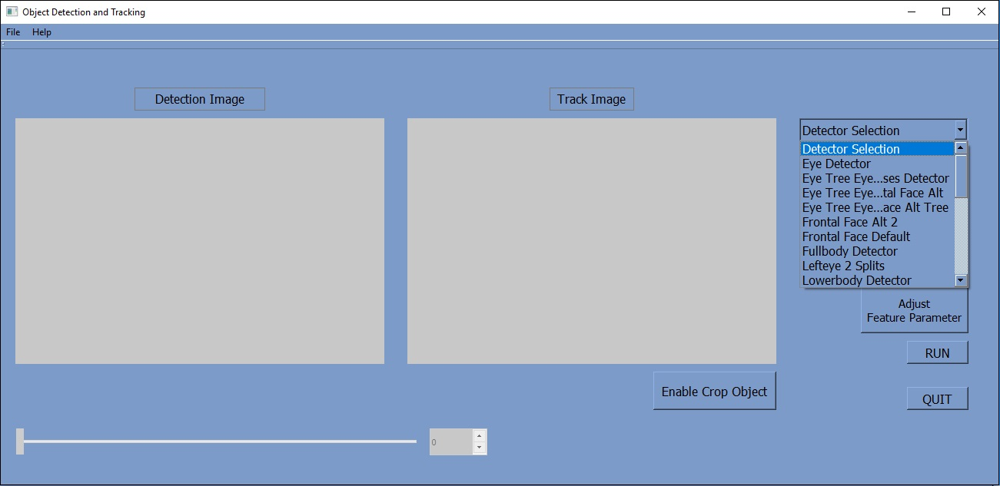 Object Detection and Tracking
File Help
Detection Image
Track Image
Detector Selection
Detector Selection
Eye Detector
Eye Tree Eye...ses Detector
Eye Tree Eye...tal Face Alt
Eye Tree Eye...ace Alt Tree
Frontal Face Alt 2
Frontal Face Default
Fullbody Detector
Lefteye 2 Splits
Lowerbody Detector
Adjust
Feature Parameter
RUN
Enable Crop Object
QUIT
0